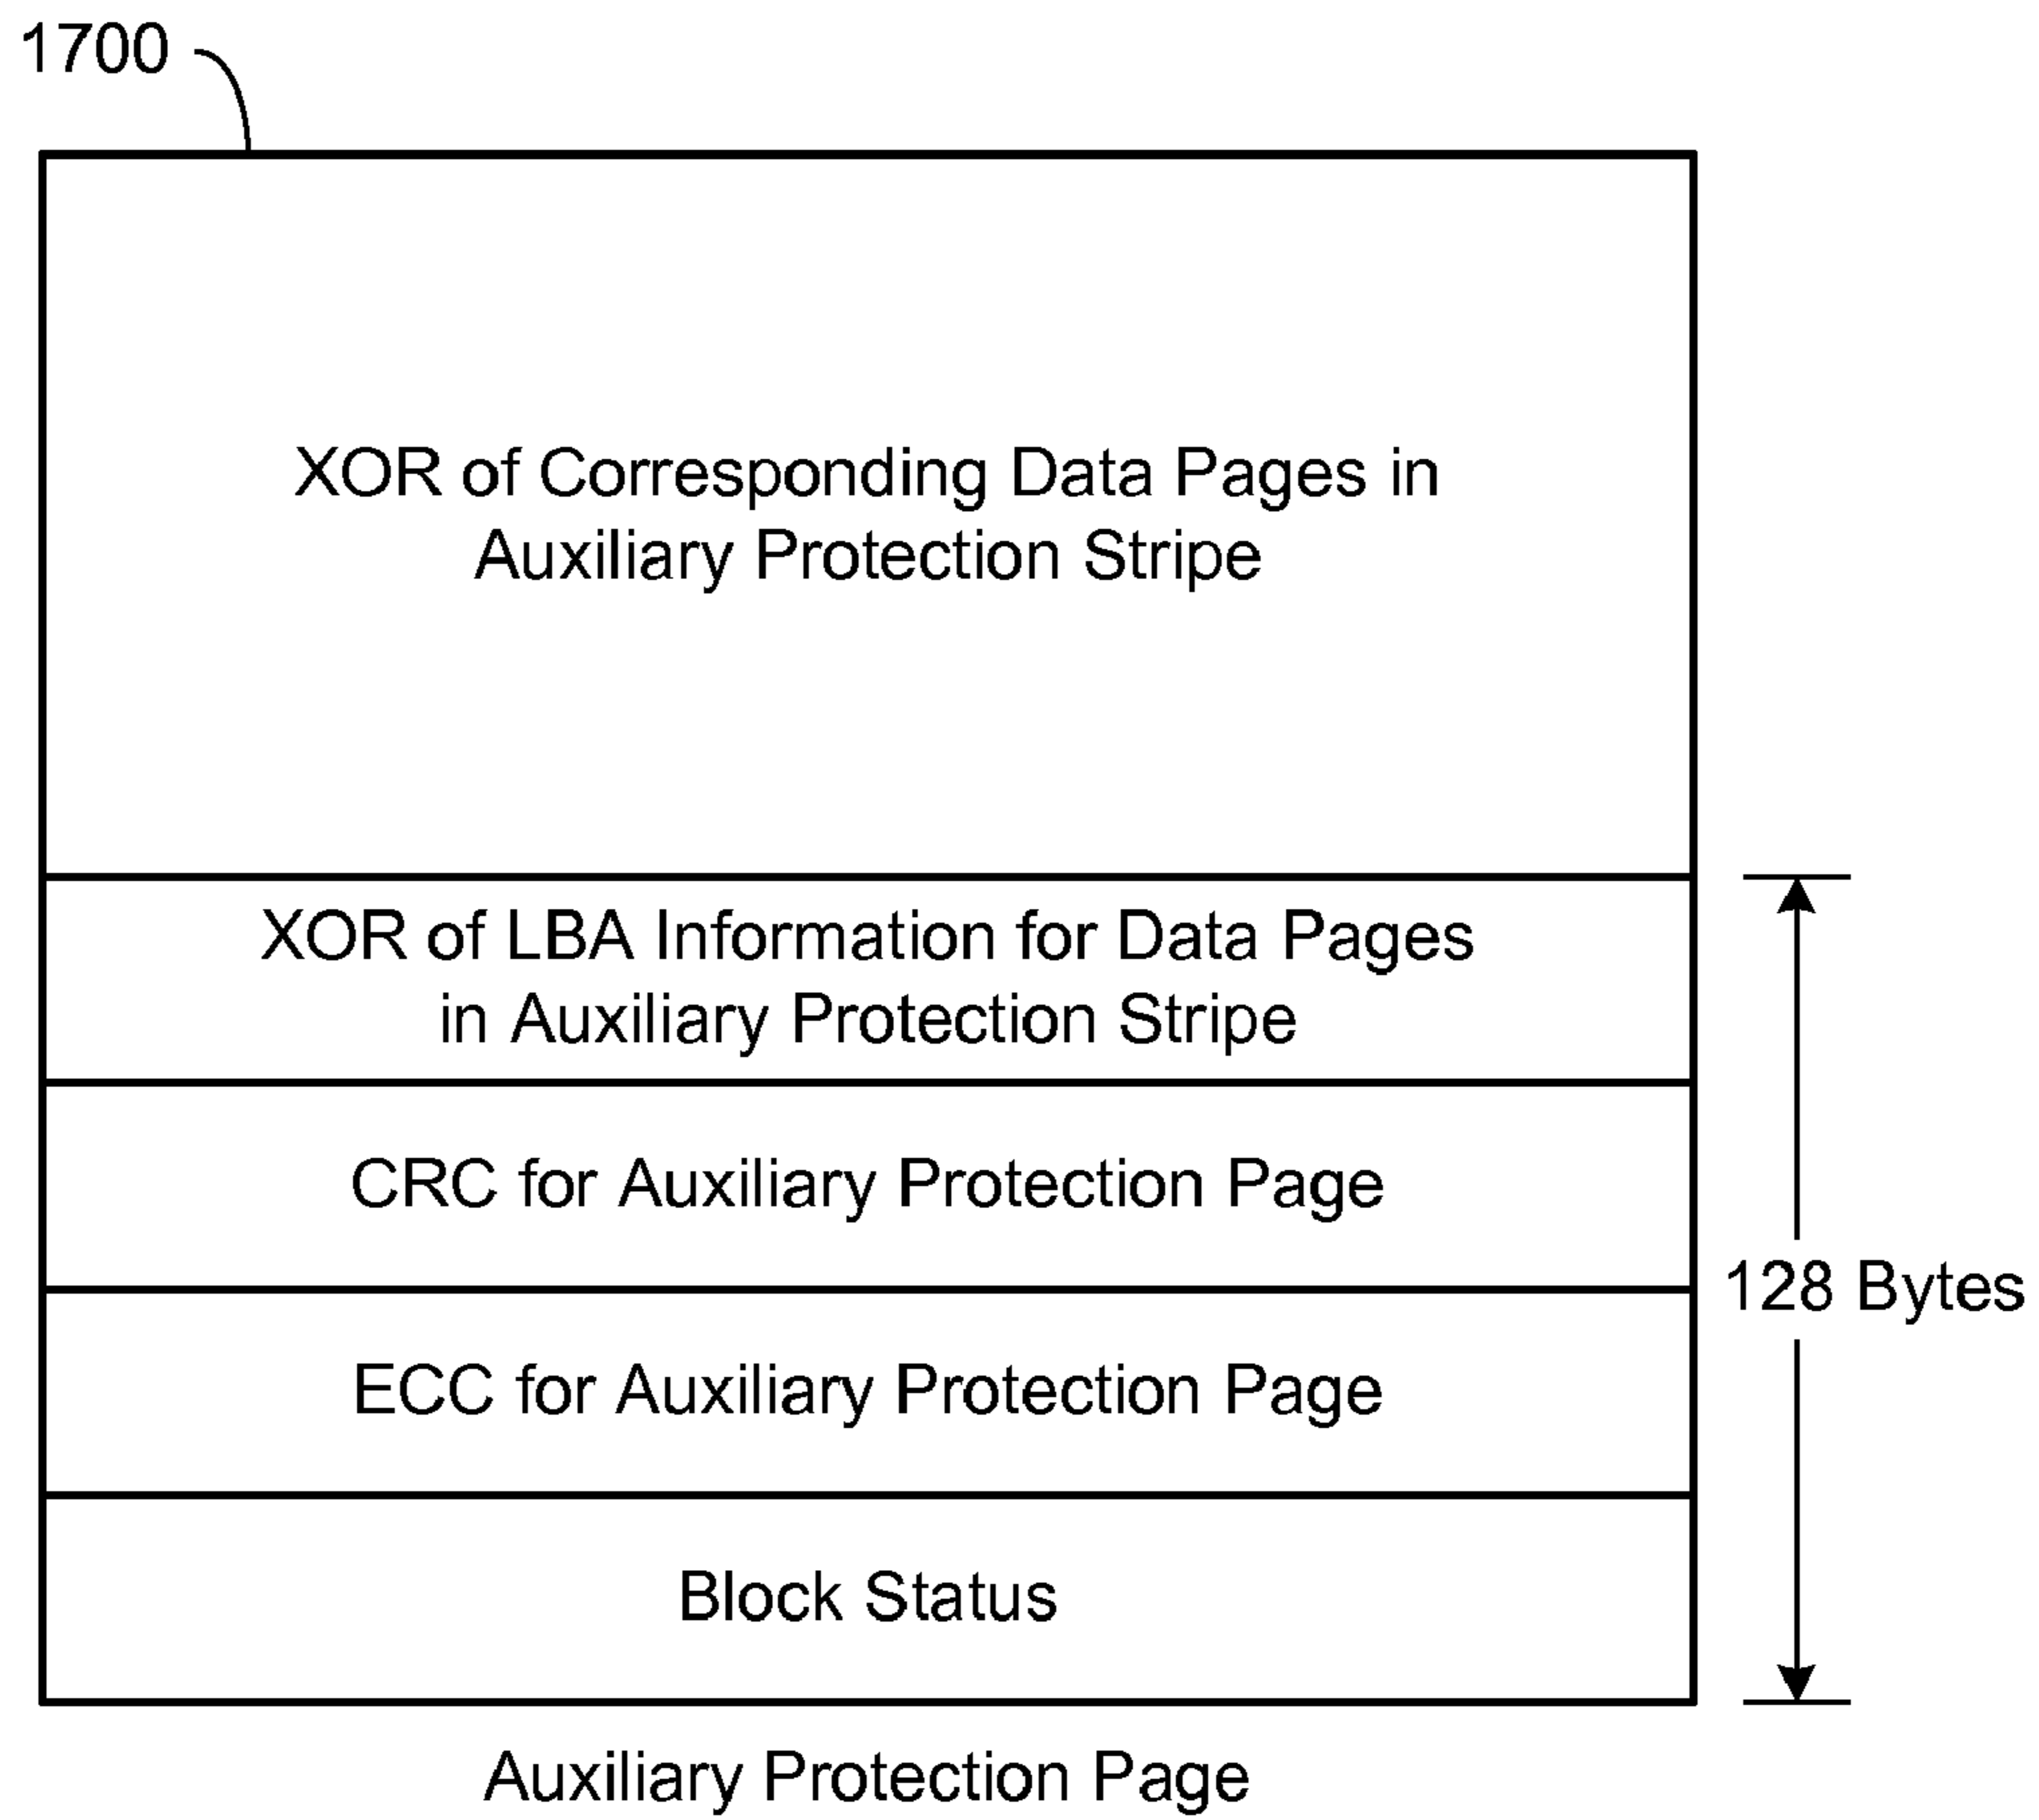 1700
XOR of Corresponding Data Pages in
Auxiliary Protection Stripe
XOR of LBA Information for Data Pages
in Auxiliary Protection Stripe
CRC for Auxiliary Protection Page
128 Bytes
ECC for Auxiliary Protection Page
Block Status
Auxiliary Protection Page